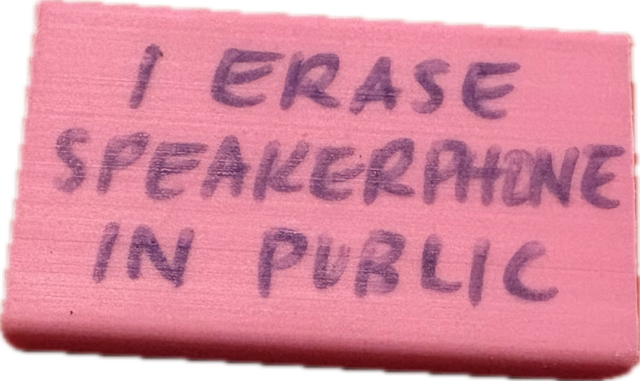 I ERASE
SPEAKERPHONE
IN PUBLIC